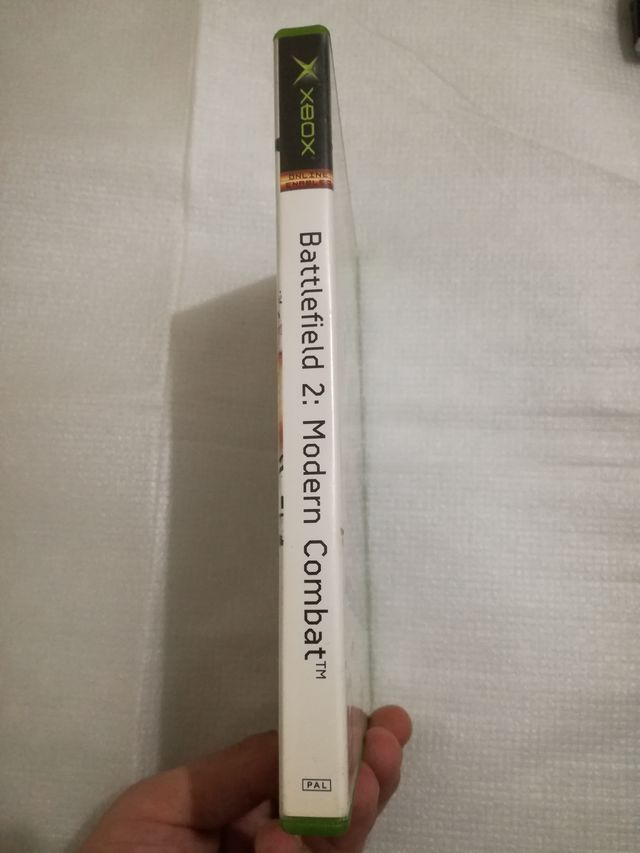 XBOX
ONLINE
ENABLED
Battlefield 2: Modern Combat™
PAL